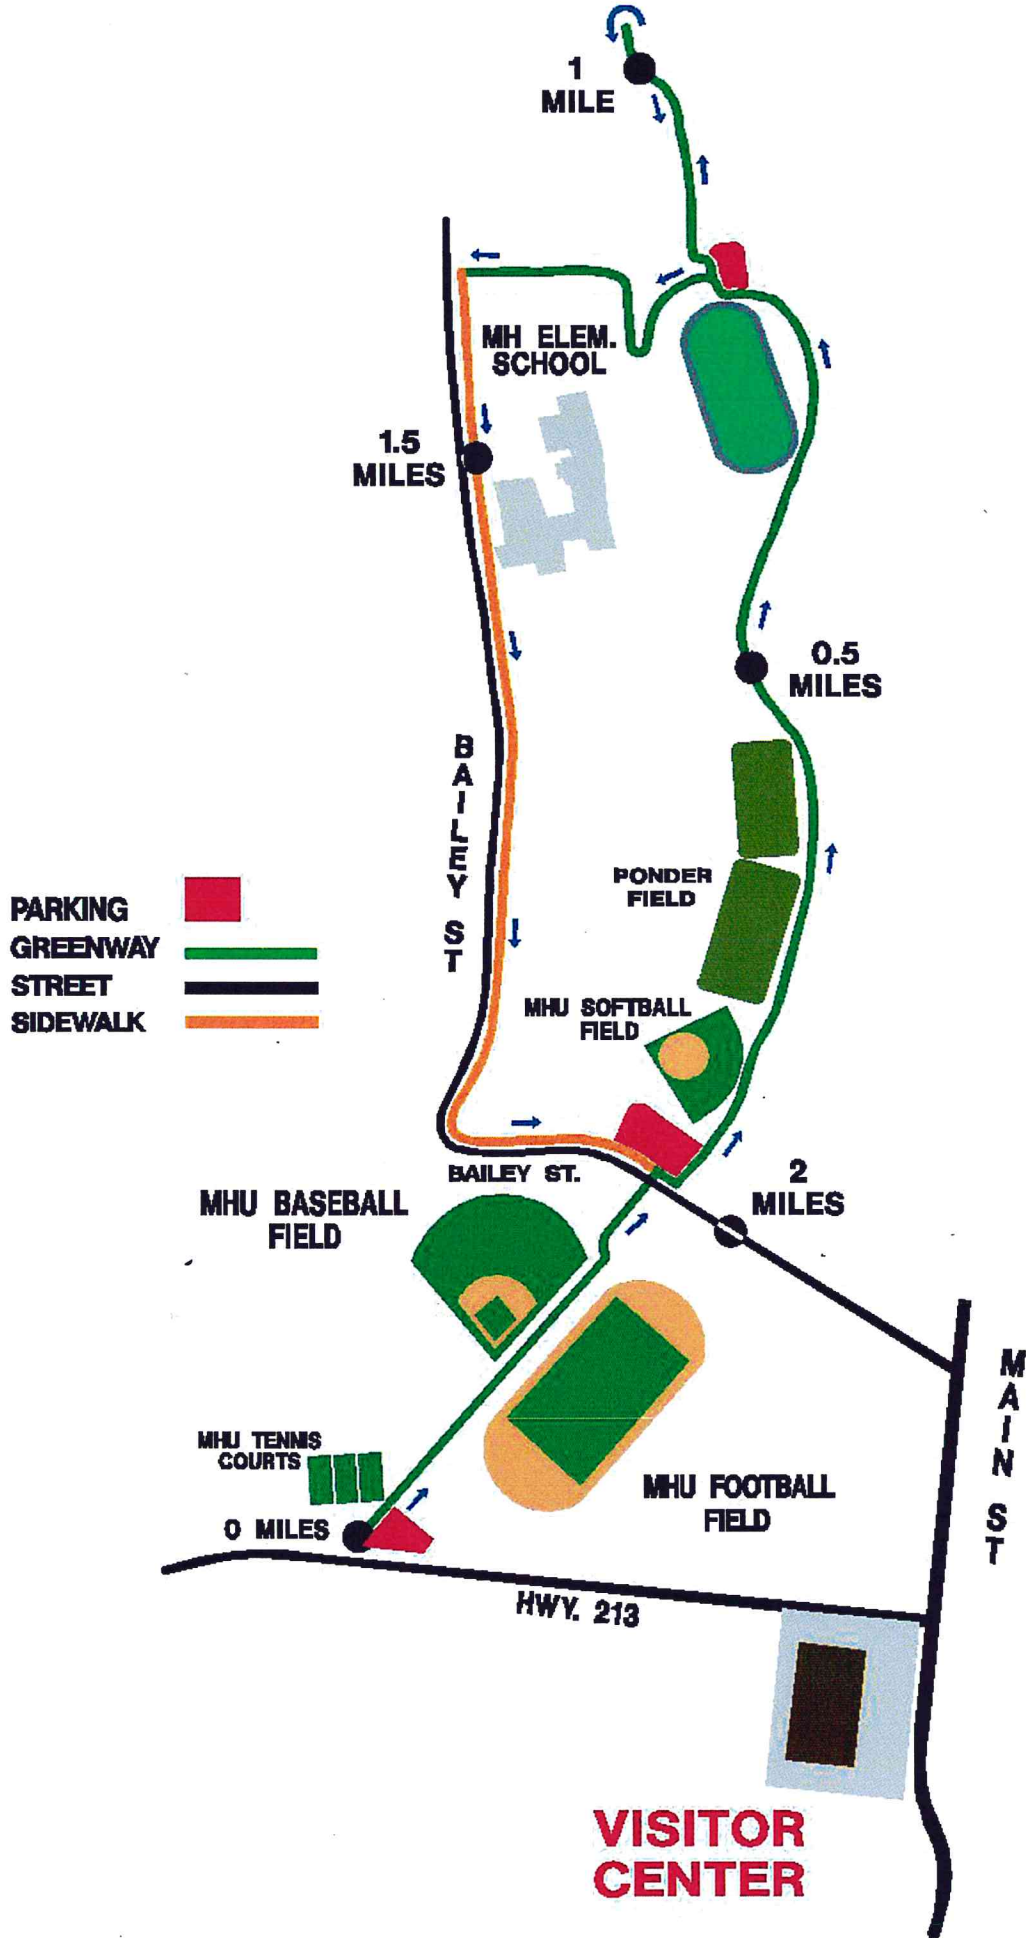 1
MILE
MH ELEM.
SCHOOL
1.5
MILES
0.5
MILES
BAILEY ST
PONDER
FIELD
PARKING
GREENWAY
STREET
SIDEWALK
MHU SOFTBALL
FIELD
2
MILES
BAILEY ST.
MHU BASEBALL
FIELD
MAIN ST
MHU TENNIS
COURTS
MHU FOOTBALL
FIELD
0 MILES
HWY. 213
VISITOR
CENTER